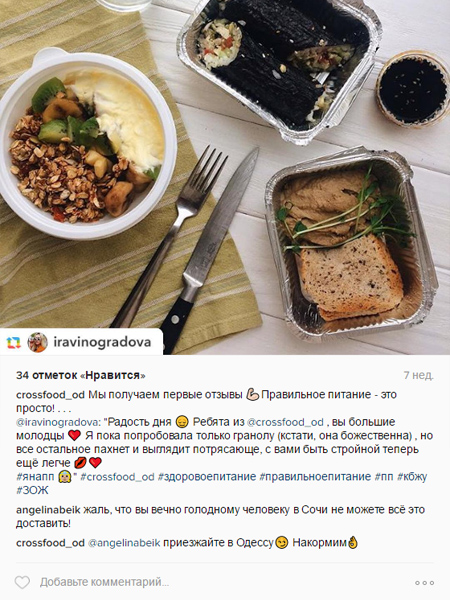 iravinogradova
34 отметок «Нравится» 7 нед.
crossfood_od Мы получаем первые отзывы 💪Правильное питание - это
просто! . . .
@iravinogradova: "Радость дня 😊 Ребята из @crossfood_od , вы большие
молодцы ❤ Я пока попробовала только гранолу (кстати, она божественна) , но
все остальное пахнет и выглядит потрясающе, с вами быть стройной теперь
ещё легче 💋❤
#янапп 🙈" #crossfood_od #здоровоепитание #правильноепитание #пп #кбжу
#ЗОЖ
angelinabeik жаль, что вы вечно голодному человеку в Сочи не можете всё это
доставить!
crossfood_od @angelinabeik приезжайте в Одессу😉 Накормим👌
Добавьте комментарий...